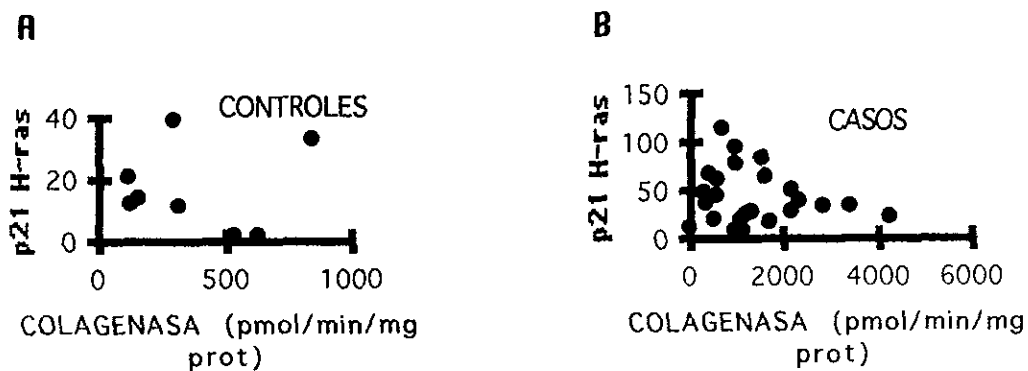 A
CONTROLES
p21 H-ras
40
20
0
0 500 1000
COLAGENASA (pmol/min/mg
prot)
B
CASOS
p21 H-ras
150
100
50
0
0 2000 4000 6000
COLAGENASA (pmol/min/mg
prot)